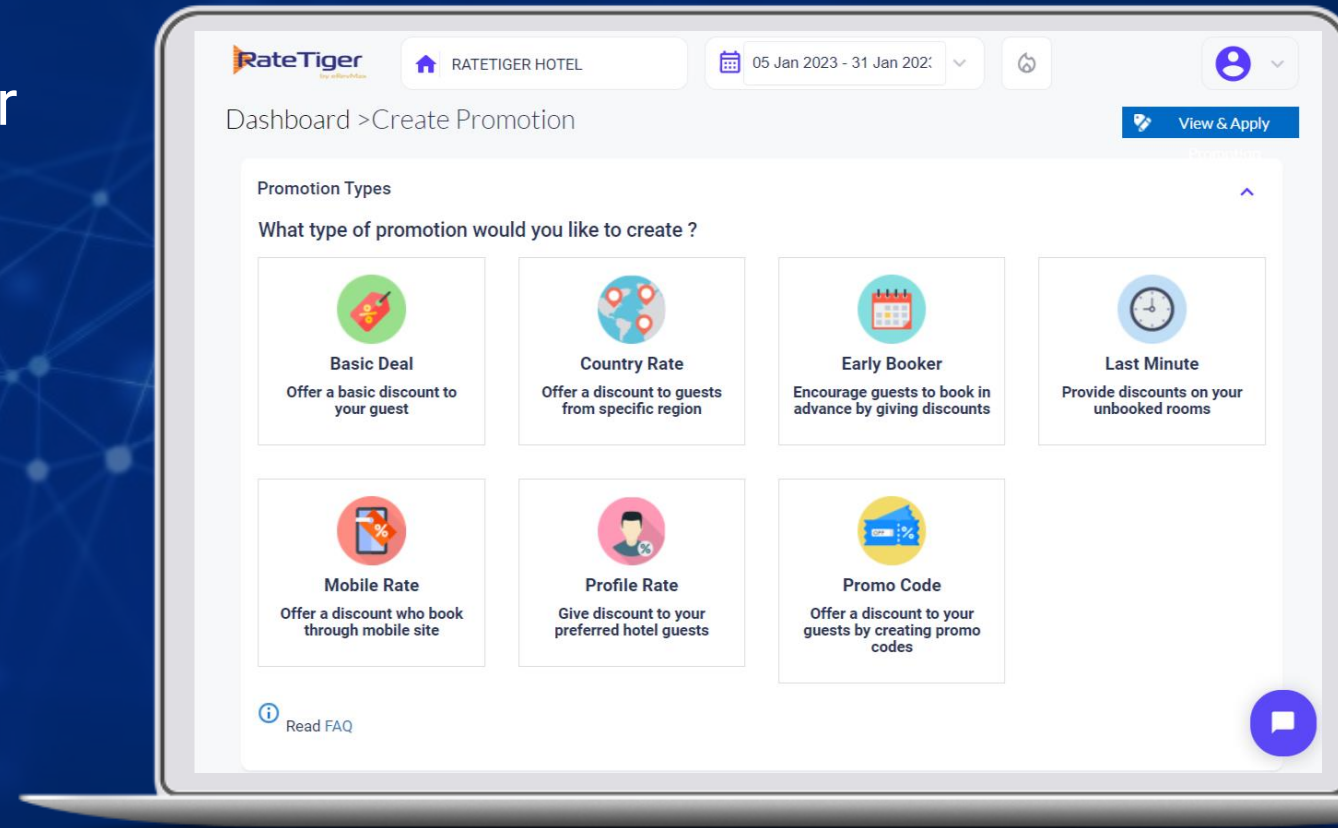 r
RateTiger
by eRevMax
RATETIGER HOTEL
05 Jan 2023 - 31 Jan 202
Dashboard >Create Promotion
View & Apply
Promotion Types
What type of promotion would you like to create ?
Basic Deal
Offer a basic discount to
your guest
Country Rate
Offer a discount to guests
from specific region
Early Booker
Encourage guests to book in
advance by giving discounts
Last Minute
Provide discounts on your
unbooked rooms
Mobile Rate
Offer a discount who book
through mobile site
Profile Rate
Give discount to your
preferred hotel guests
Promo Code
Offer a discount to your
guests by creating promo
codes
OFF %
Read FAQ